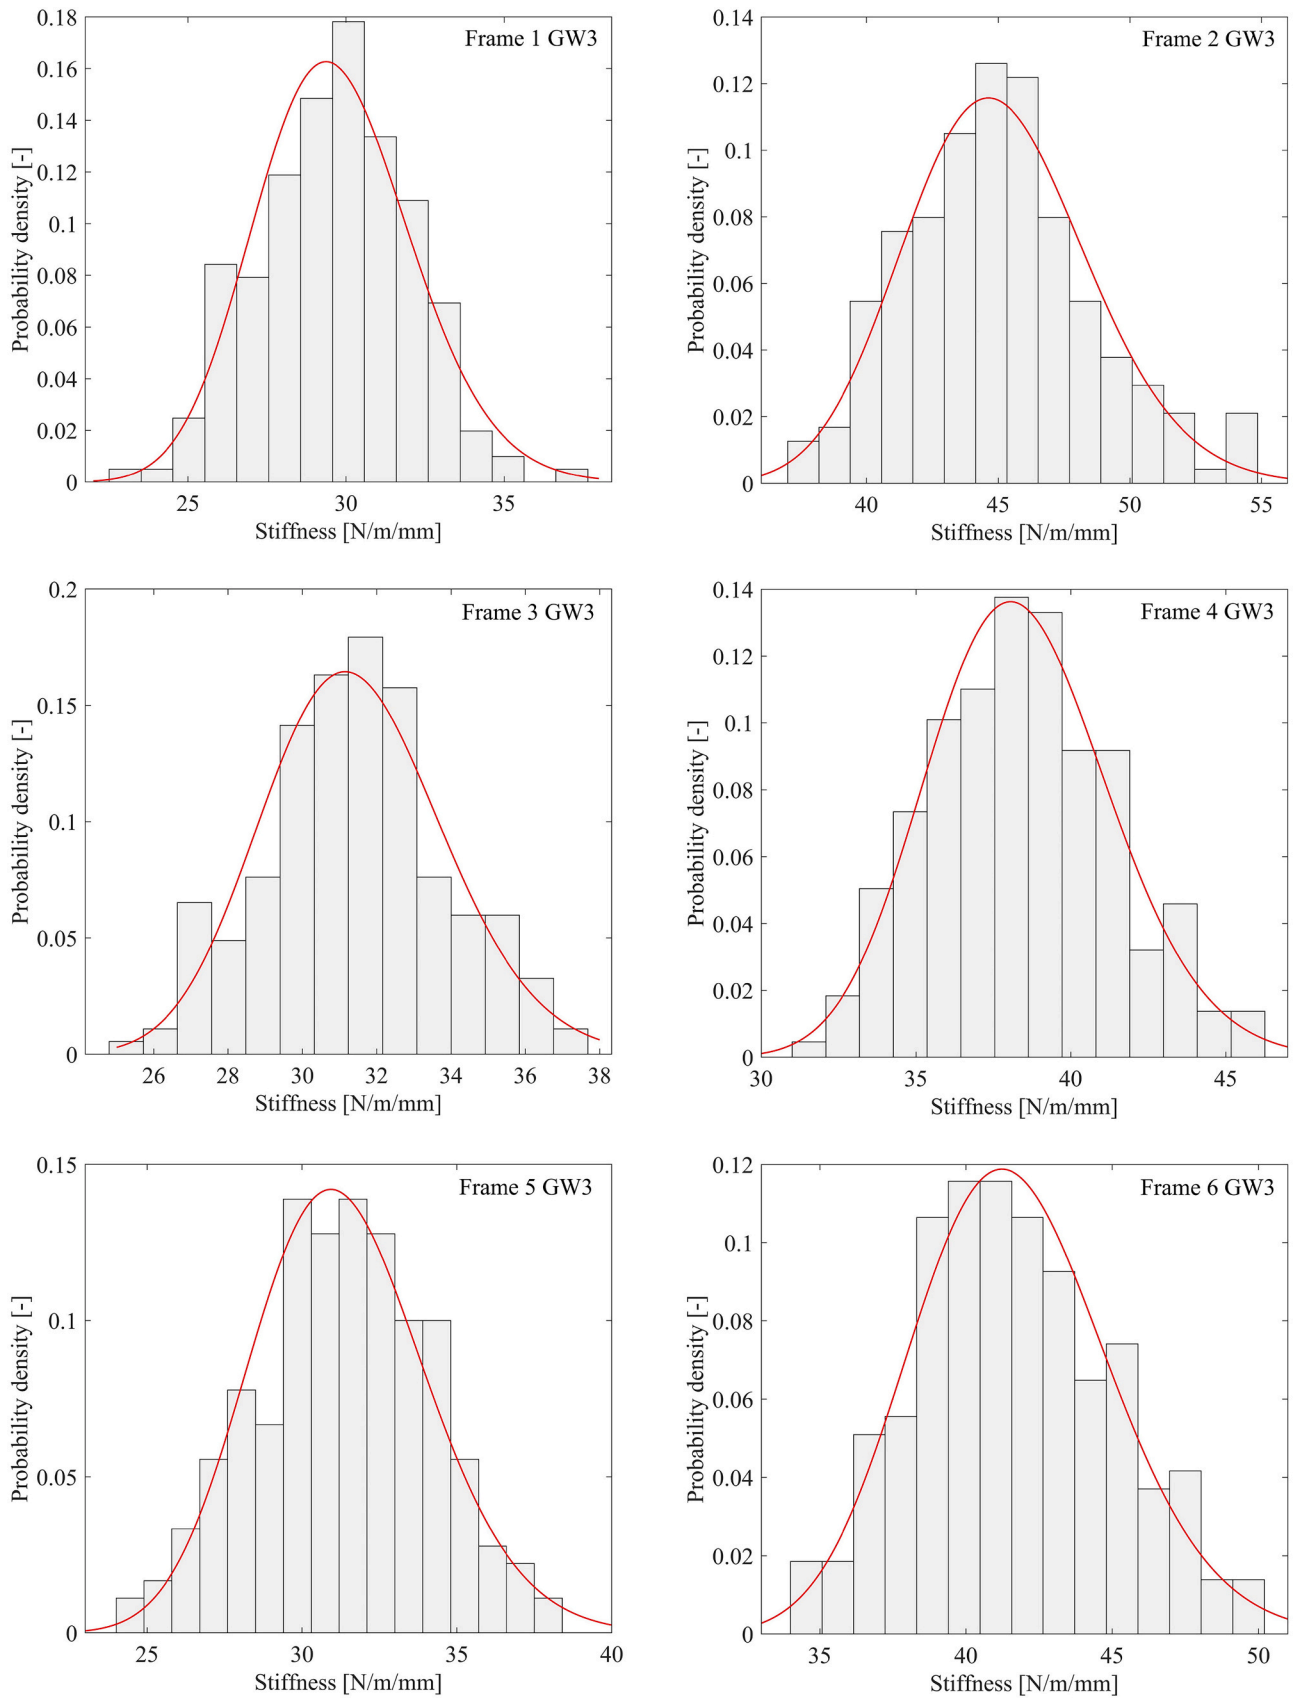 Frame 1 GW3
Probability density [-]
0.18
0.16
0.14
0.12
0.1
0.08
0.06
0.04
0.02
0
25 30 35
Stiffness [N/m/mm]
Frame 2 GW3
Probability density [-]
0.14
0.12
0.1
0.08
0.06
0.04
0.02
0
40 45 50 55
Stiffness [N/m/mm]
Frame 3 GW3
Probability density [-]
0.2
0.15
0.1
0.05
0
26 28 30 32 34 36 38
Stiffness [N/m/mm]
Frame 4 GW3
Probability density [-]
0.14
0.12
0.1
0.08
0.06
0.04
0.02
0
30 35 40 45
Stiffness [N/m/mm]
Frame 5 GW3
Probability density [-]
0.15
0.1
0.05
0
25 30 35 40
Stiffness [N/m/mm]
Frame 6 GW3
Probability density [-]
0.12
0.1
0.08
0.06
0.04
0.02
0
35 40 45 50
Stiffness [N/m/mm]